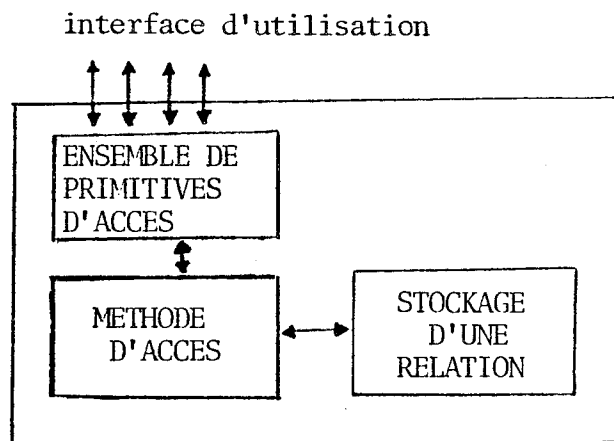 interface d'utilisation
ENSEMBLE DE
PRIMITIVES
D'ACCES
METHODE
D'ACCES
STOCKAGE
D'UNE
RELATION